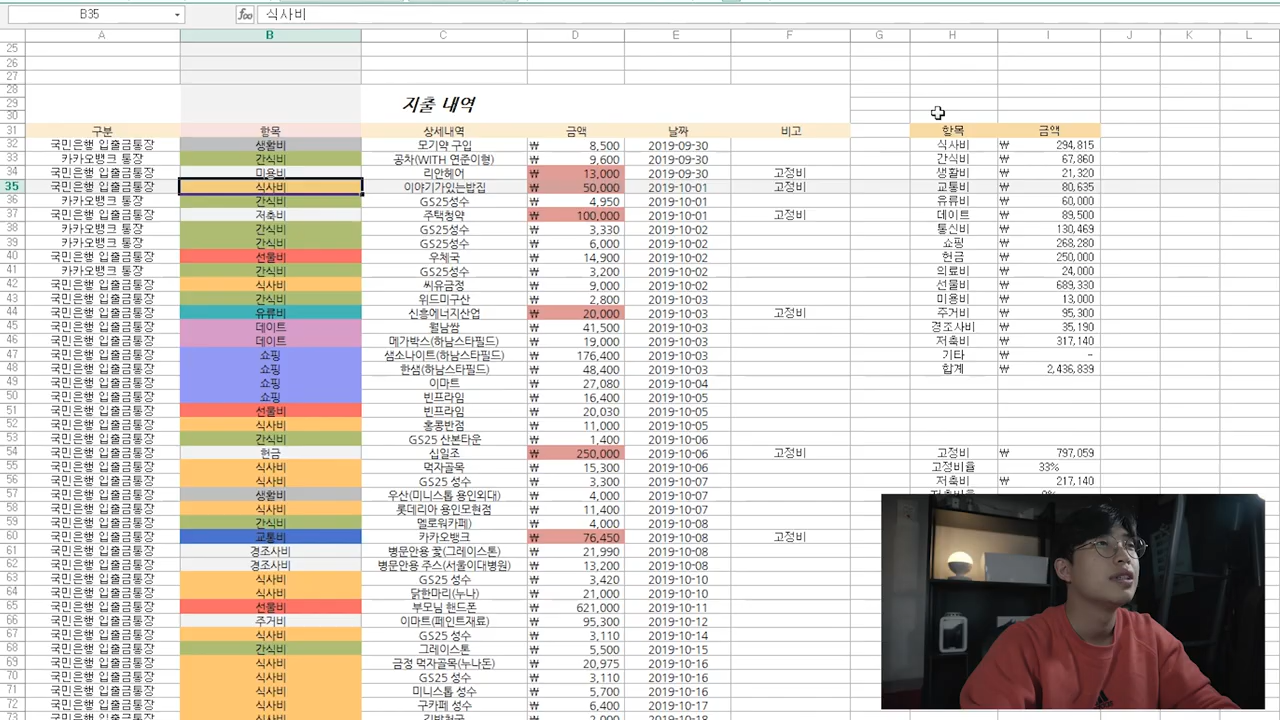 B35 식사비
A B C D E F G H I J K L
25
26
27
28
29 지출 내역
30
31 구분 항목 상세내역 금액 날짜 비고 항목 금액
32 국민은행 입출금통장 생활비 모기약 구입 ₩ 8,500 2019-09-30 식사비 ₩ 294,815
33 카카오뱅크 통장 간식비 공차(WITH 연준이형) ₩ 9,600 2019-09-30 간식비 ₩ 67,860
34 국민은행 입출금통장 미용비 리안헤어 ₩ 13,000 2019-09-30 고정비 생활비 ₩ 21,320
35 국민은행 입출금통장 식사비 이야기가있는밥집 ₩ 50,000 2019-10-01 고정비 교통비 ₩ 80,635
36 카카오뱅크 통장 간식비 GS25성수 ₩ 4,950 2019-10-01 유류비 ₩ 60,000
37 국민은행 입출금통장 저축비 주택청약 ₩ 100,000 2019-10-01 고정비 데이트 ₩ 89,500
38 카카오뱅크 통장 간식비 GS25성수 ₩ 3,330 2019-10-02 통신비 ₩ 130,469
39 카카오뱅크 통장 간식비 GS25성수 ₩ 6,000 2019-10-02 쇼핑 ₩ 268,280
40 국민은행 입출금통장 선물비 우체국 ₩ 14,900 2019-10-02 헌금 ₩ 250,000
41 카카오뱅크 통장 간식비 GS25성수 ₩ 3,200 2019-10-02 의료비 ₩ 24,000
42 국민은행 입출금통장 식사비 씨유금정 ₩ 9,000 2019-10-02 선물비 ₩ 689,330
43 국민은행 입출금통장 간식비 위드미구산 ₩ 2,800 2019-10-03 미용비 ₩ 13,000
44 국민은행 입출금통장 유류비 신흥에너지산업 ₩ 20,000 2019-10-03 고정비 주거비 ₩ 95,300
45 국민은행 입출금통장 데이트 월남쌈 ₩ 41,500 2019-10-03 경조사비 ₩ 35,190
46 국민은행 입출금통장 데이트 메가박스(하남스타필드) ₩ 19,000 2019-10-03 저축비 ₩ 317,140
47 국민은행 입출금통장 쇼핑 샘소나이트(하남스타필드) ₩ 176,400 2019-10-03 기타 ₩ -
48 국민은행 입출금통장 쇼핑 한샘(하남스타필드) ₩ 48,400 2019-10-03 합계 ₩ 2,436,839
49 국민은행 입출금통장 쇼핑 이마트 ₩ 27,080 2019-10-04
50 국민은행 입출금통장 쇼핑 빈프라임 ₩ 16,400 2019-10-05
51 국민은행 입출금통장 선물비 빈프라임 ₩ 20,030 2019-10-05
52 국민은행 입출금통장 식사비 홍콩반점 ₩ 11,000 2019-10-05
53 국민은행 입출금통장 간식비 GS25 산본타운 ₩ 1,400 2019-10-06
54 국민은행 입출금통장 헌금 십일조 ₩ 250,000 2019-10-06 고정비 고정비 ₩ 797,059
55 국민은행 입출금통장 식사비 먹자골목 ₩ 15,300 2019-10-06 고정비율 33%
56 국민은행 입출금통장 식사비 GS25 성수 ₩ 3,300 2019-10-07 저축비 ₩ 217,140
57 국민은행 입출금통장 생활비 우산(미니스톱 용인외대) ₩ 4,000 2019-10-07
58 국민은행 입출금통장 식사비 롯데리아 용인모현점 ₩ 11,400 2019-10-07
59 국민은행 입출금통장 간식비 멜로워카페) ₩ 4,000 2019-10-08
60 국민은행 입출금통장 교통비 카카오뱅크 ₩ 76,450 2019-10-08 고정비
61 국민은행 입출금통장 경조사비 병문안용 꽃(그레이스톤) ₩ 21,990 2019-10-08
62 국민은행 입출금통장 경조사비 병문안용 주스(서울이대병원) ₩ 13,200 2019-10-08
63 국민은행 입출금통장 식사비 GS25 성수 ₩ 3,420 2019-10-10
64 국민은행 입출금통장 식사비 닭한마리(누나) ₩ 21,000 2019-10-10
65 국민은행 입출금통장 선물비 부모님 핸드폰 ₩ 621,000 2019-10-11
66 국민은행 입출금통장 주거비 이마트(페인트재료) ₩ 95,300 2019-10-12
67 국민은행 입출금통장 식사비 GS25 성수 ₩ 3,110 2019-10-14
68 국민은행 입출금통장 간식비 그레이스톤 ₩ 5,500 2019-10-15
69 국민은행 입출금통장 식사비 금정 먹자골목(누나돈) ₩ 20,975 2019-10-16
70 국민은행 입출금통장 식사비 GS25 성수 ₩ 3,110 2019-10-16
71 국민은행 입출금통장 식사비 미니스톱 성수 ₩ 5,700 2019-10-16
72 국민은행 입출금통장 식사비 구카페 성수 ₩ 6,400 2019-10-17